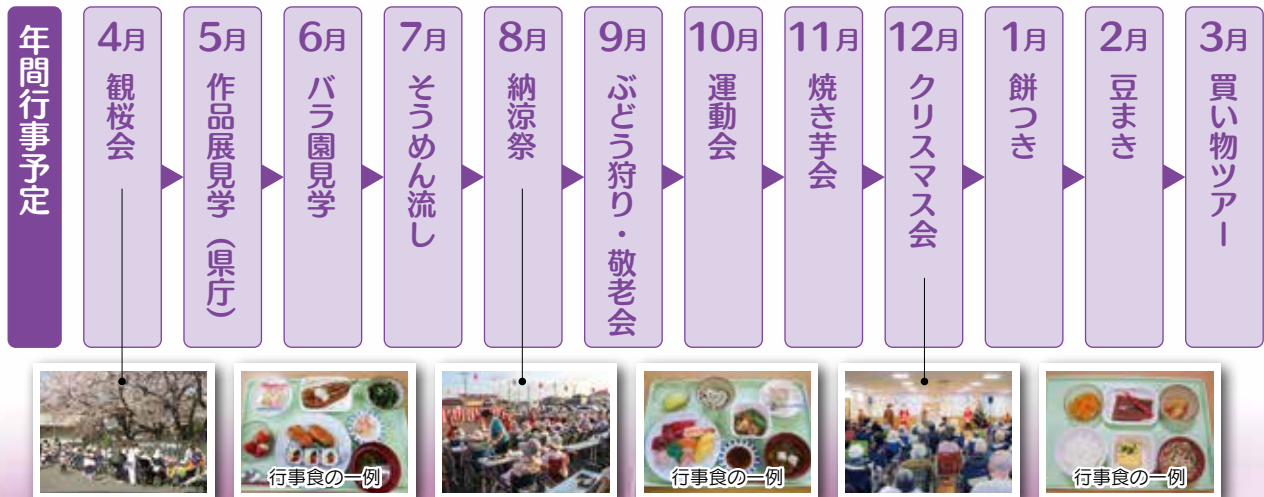 年間行事予定
4月
観桜会
5月
作品展見学（県庁）
6月
バラ園見学
7月
そうめん流し
8月
納涼祭
9月
ぶどう狩り・敬老会
10月
運動会
11月
焼き芋会
12月
クリスマス会
1月
餅つき
2月
豆まき
3月
買い物ツアー
行事食の一例
行事食の一例
行事食の一例